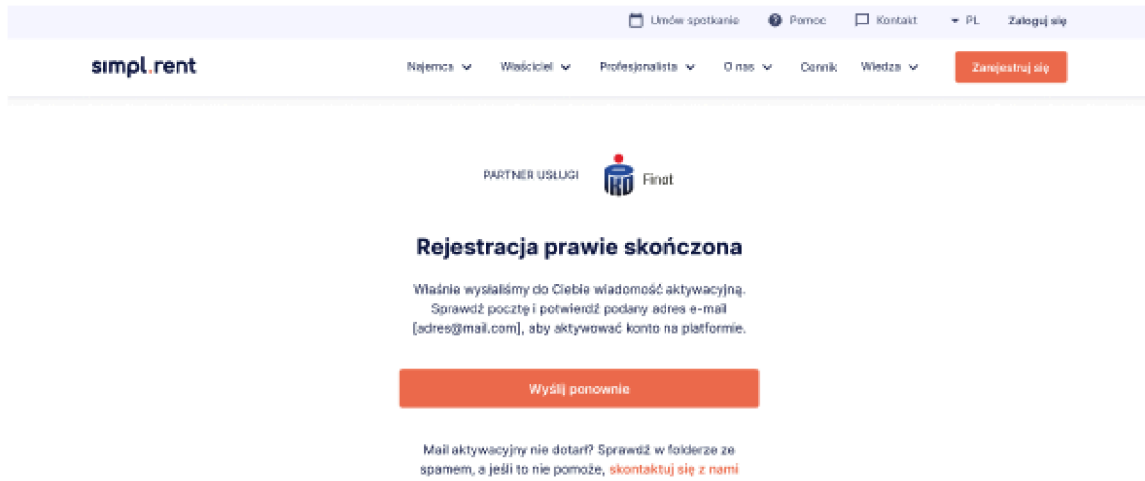 Umów spotkanie Pomoc Kontakt PL Zaloguj się
simpl.rent Najemca Właściciel Profesjonalista O nas Cennik Wiedza Zarejestruj się
PARTNER USŁUGI PKO Finat
Rejestracja prawie skończona
Właśnie wysłaliśmy do Ciebie wiadomość aktywacyjną.
Sprawdź pocztę i potwierdź podany adres e-mail
[adres@mail.com], aby aktywować konto na platformie.
Wyślij ponownie
Mail aktywacyjny nie dotarł? Sprawdź w folderze ze
spamem, a jeśli to nie pomoże, skontaktuj się z nami